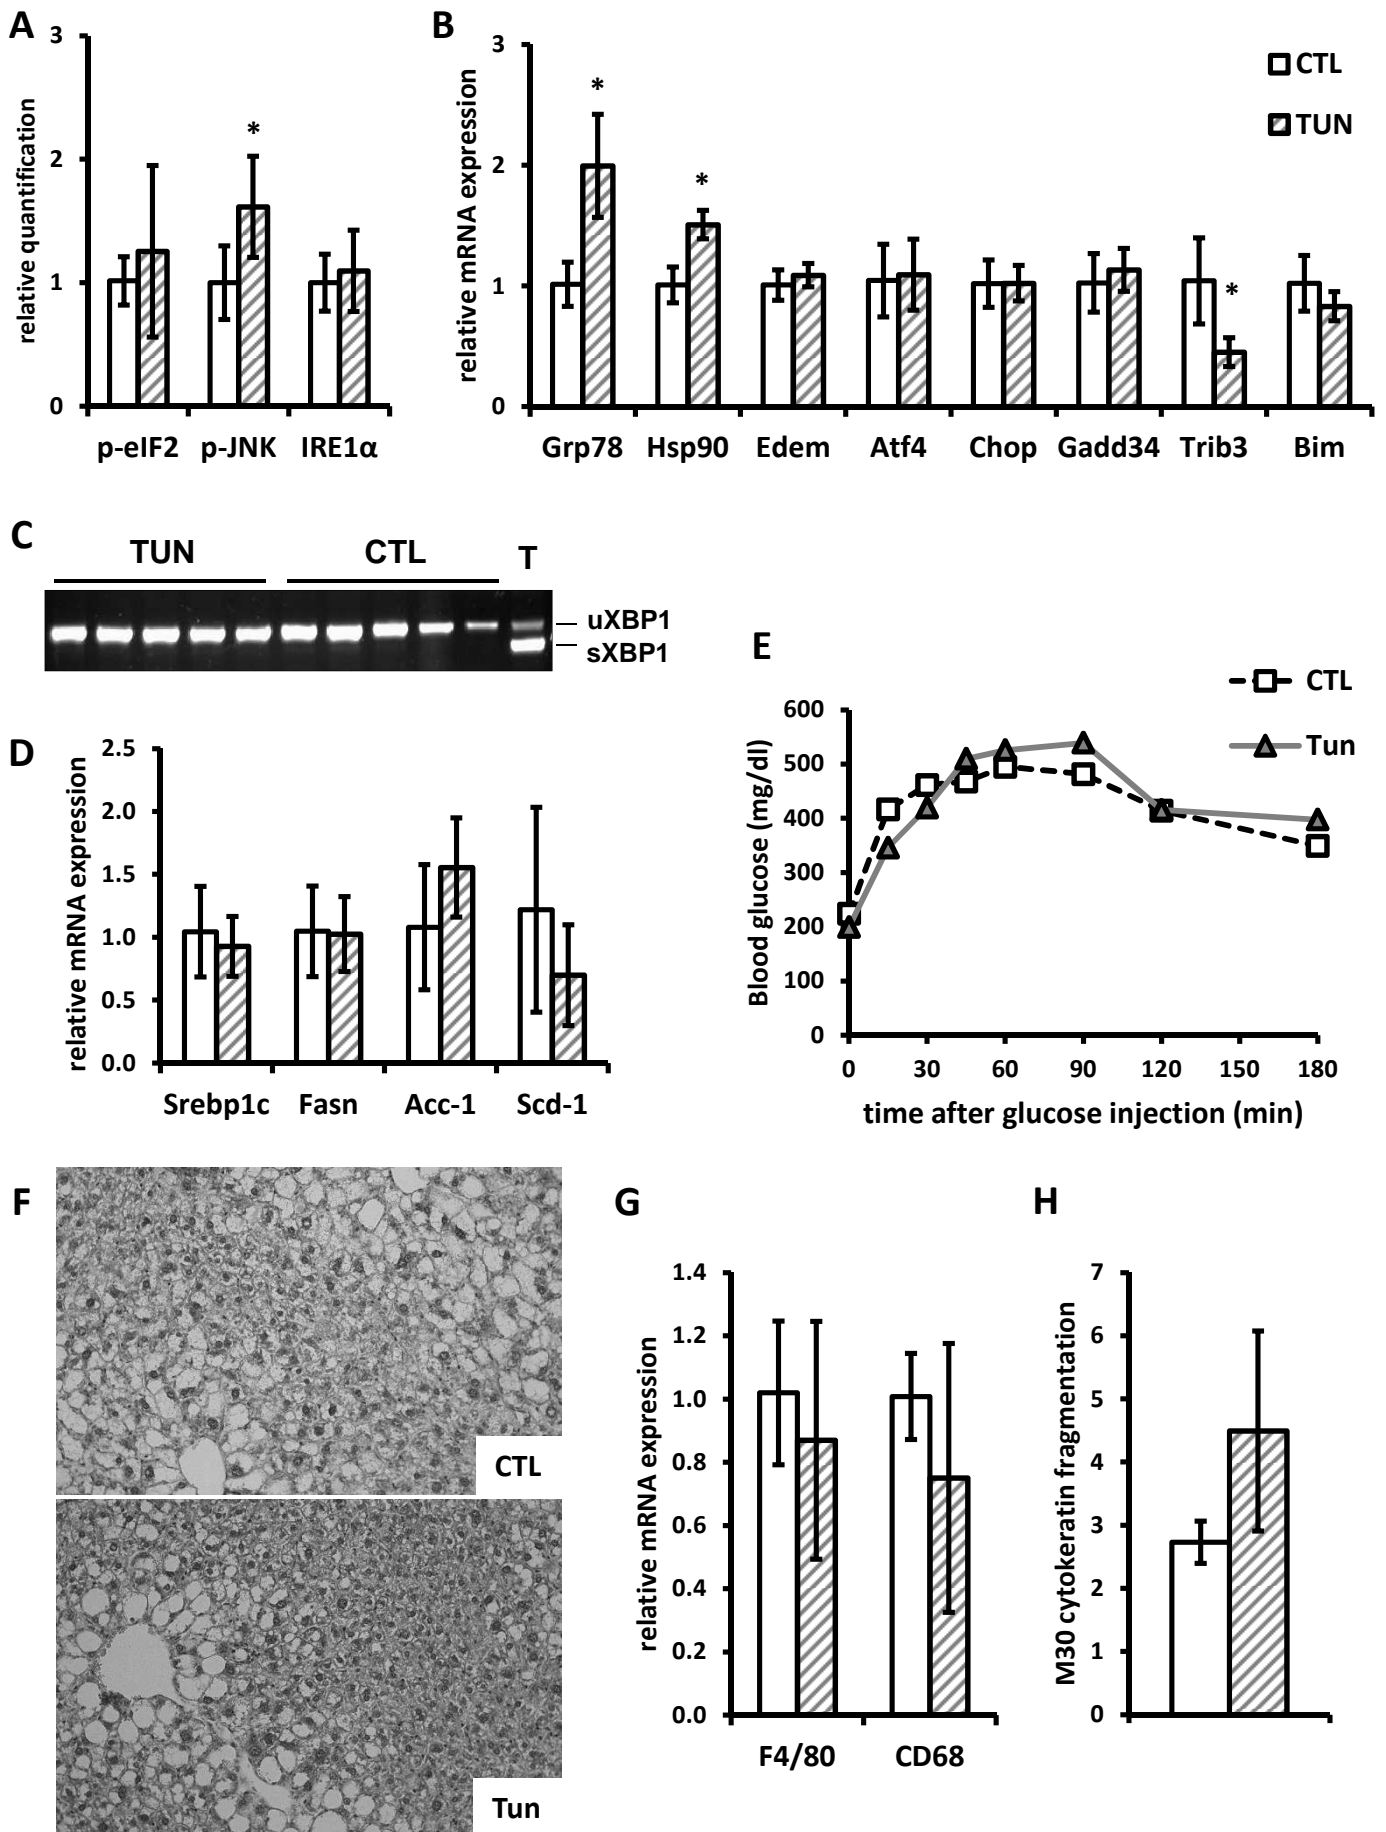 A
3
2
1
0
relative quantification
*
p-eIF2 p-JNK IRE1α
B
3
2
1
0
relative mRNA expression
*
*
*
CTL
TUN
Grp78 Hsp90 Edem Atf4 Chop Gadd34 Trib3 Bim
C
TUN CTL T
uXBP1
sXBP1
D
2.5
2.0
1.5
1.0
0.5
0.0
relative mRNA expression
Srebp1c Fasn Acc-1 Scd-1
E
CTL
Tun
600
500
400
300
200
100
0
Blood glucose (mg/dl)
0 30 60 90 120 150 180
time after glucose injection (min)
F
CTL
Tun
G
1.4
1.2
1.0
0.8
0.6
0.4
0.2
0.0
relative mRNA expression
F4/80 CD68
H
7
6
5
4
3
2
1
0
M30 cytokeratin fragmentation